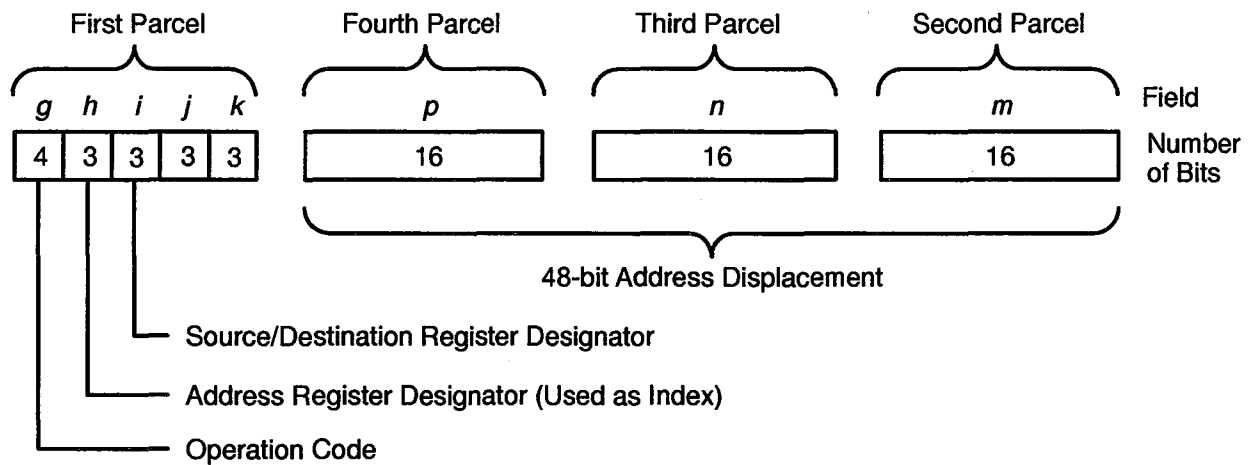 First Parcel Fourth Parcel Third Parcel Second Parcel
g h i j k p n m Field
4 3 3 3 3 16 16 16 Number of Bits
48-bit Address Displacement
Source/Destination Register Designator
Address Register Designator (Used as Index)
Operation Code